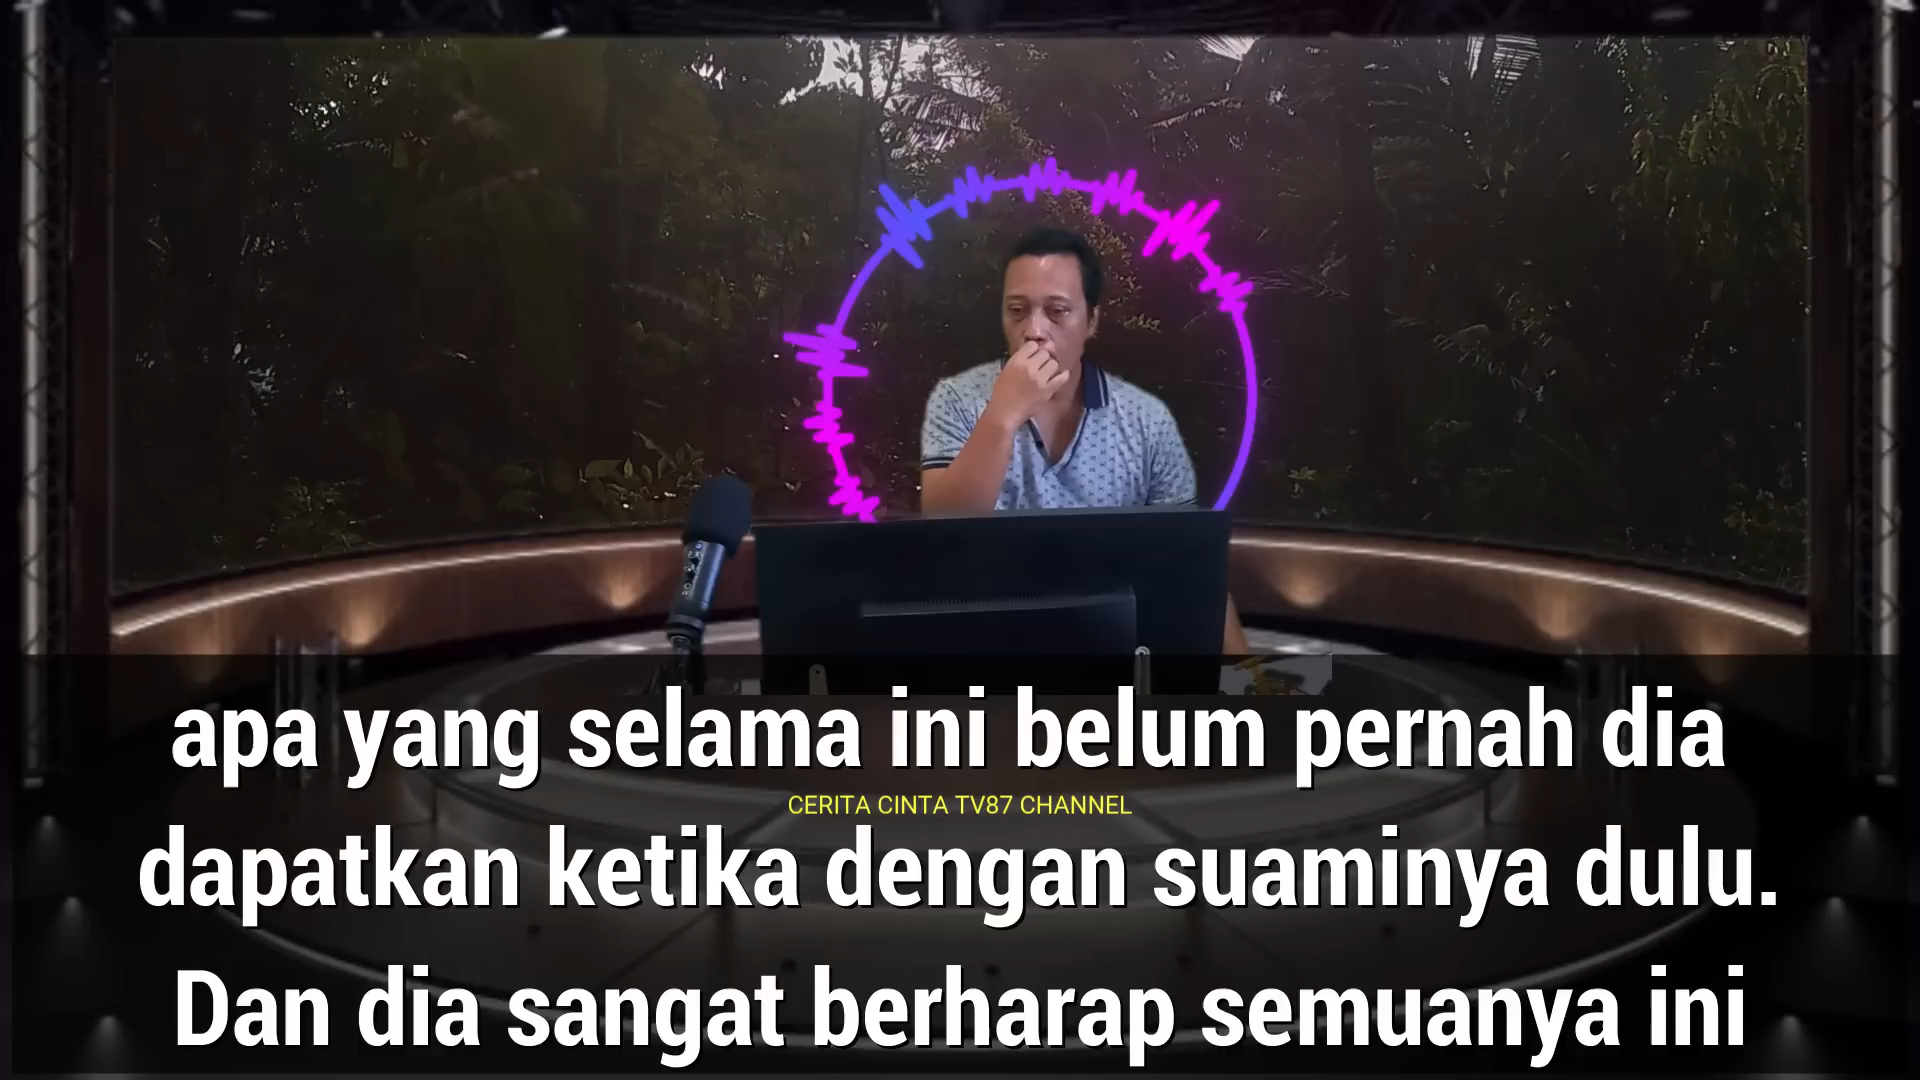 apa yang selama ini belum pernah dia
CERITA CINTA TV87 CHANNEL
dapatkan ketika dengan suaminya dulu.
Dan dia sangat berharap semuanya ini